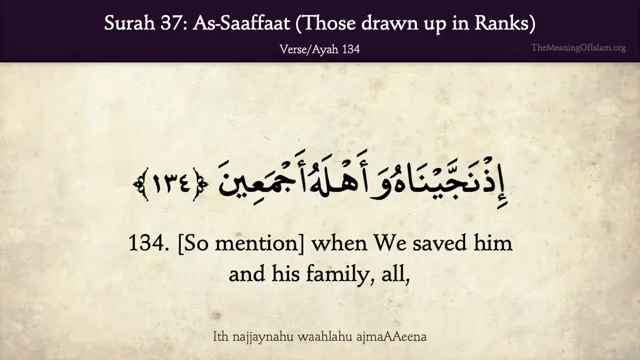 Surah 37: As-Saaffaat (Those drawn up in Ranks)
Verse/Ayah 134
TheMeaningOfIslam.org
إِذْ نَجَّيْنَاهُ وَ أَهْلَهُ أَجْمَعِينَ ﴿١٣٤﴾
134. [So mention] when We saved him
and his family, all,
Ith najjaynahu waahlahu ajmaAAeena